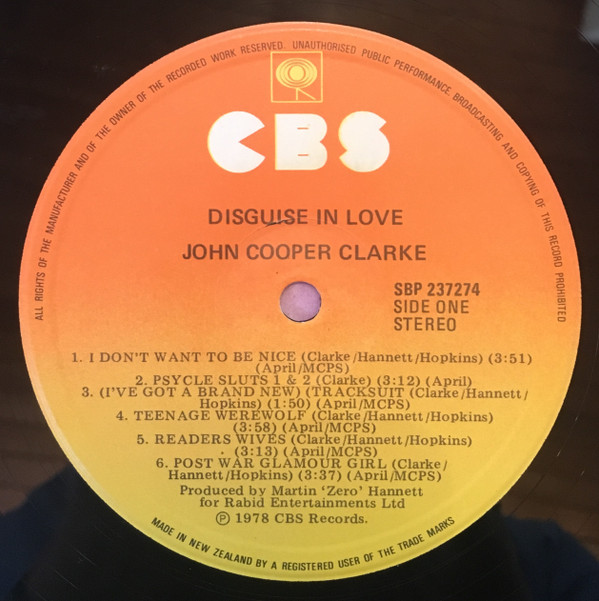 ALL RIGHTS OF THE MANUFACTURER AND OF THE OWNER OF THE RECORDED WORK RESERVED. UNAUTHORISED PUBLIC PERFORMANCE, BROADCASTING AND COPYING OF THIS RECORD PROHIBITED
CBS
DISGUISE IN LOVE
JOHN COOPER CLARKE
SBP 237274
SIDE ONE
STEREO
1. I DON'T WANT TO BE NICE (Clarke/Hannett/Hopkins) (3:51)
(April/MCPS)
2. PSYCLE SLUTS 1 & 2 (Clarke) (3:12) (April)
3. (I'VE GOT A BRAND NEW) (TRACKSUIT (Clarke/Hannett/
Hopkins) (1:50) (April/MCPS)
4. TEENAGE WEREWOLF (Clarke/Hannett/Hopkins)
(3:58) (April/MCPS)
5. READERS WIVES (Clarke/Hannett/Hopkins)
(3:13) (April/MCPS)
6. POST WAR GLAMOUR GIRL (Clarke/
Hannett/Hopkins) (3:37) (April/MCPS)
Produced by Martin 'Zero' Hannett
for Rabid Entertainments Ltd
℗ 1978 CBS Records.
MADE IN NEW ZEALAND BY A REGISTERED USER OF THE TRADE MARKS